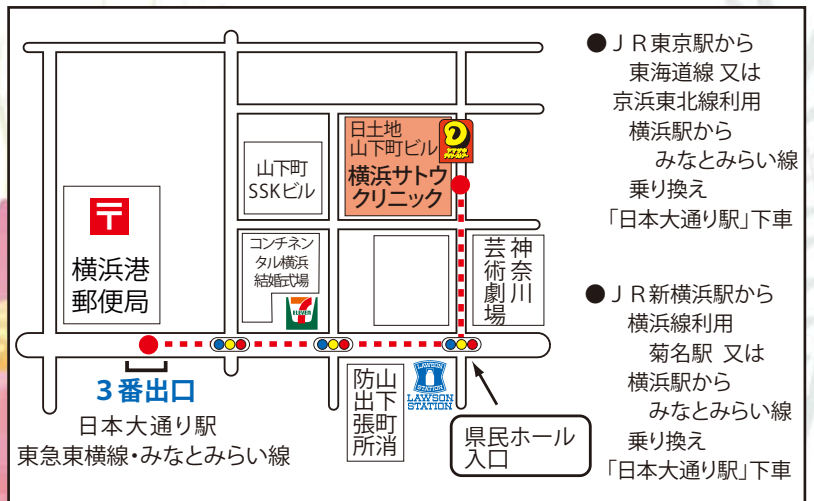 日土地
山下町ビル
横浜サトウ
クリニック
山下町
SSKビル
〒
横浜港
郵便局
コンチネン
タル横浜
結婚式場
7
ELEVEN
神奈川
芸術劇場
3番出口
日本大通り駅
東急東横線・みなとみらい線
山下町消
防出張所
LAWSON
STATION
県民ホール
入口
●JR東京駅から
東海道線 又は
京浜東北線利用
横浜駅から
みなとみらい線
乗り換え
「日本大通り駅」下車
●JR新横浜駅から
横浜線利用
菊名駅 又は
横浜駅から
みなとみらい線
乗り換え
「日本大通り駅」下車